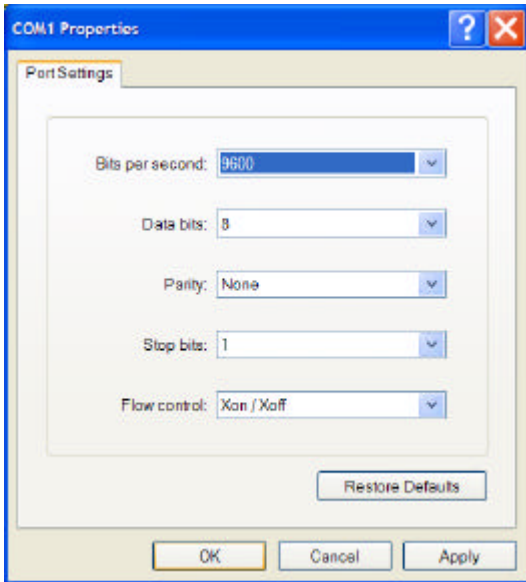 COM1 Properties
Port Settings
Bits per second: 9600
Data bits: 8
Parity: None
Stop bits: 1
Flow control: Xon / Xoff
Restore Defaults
OK Cancel Apply